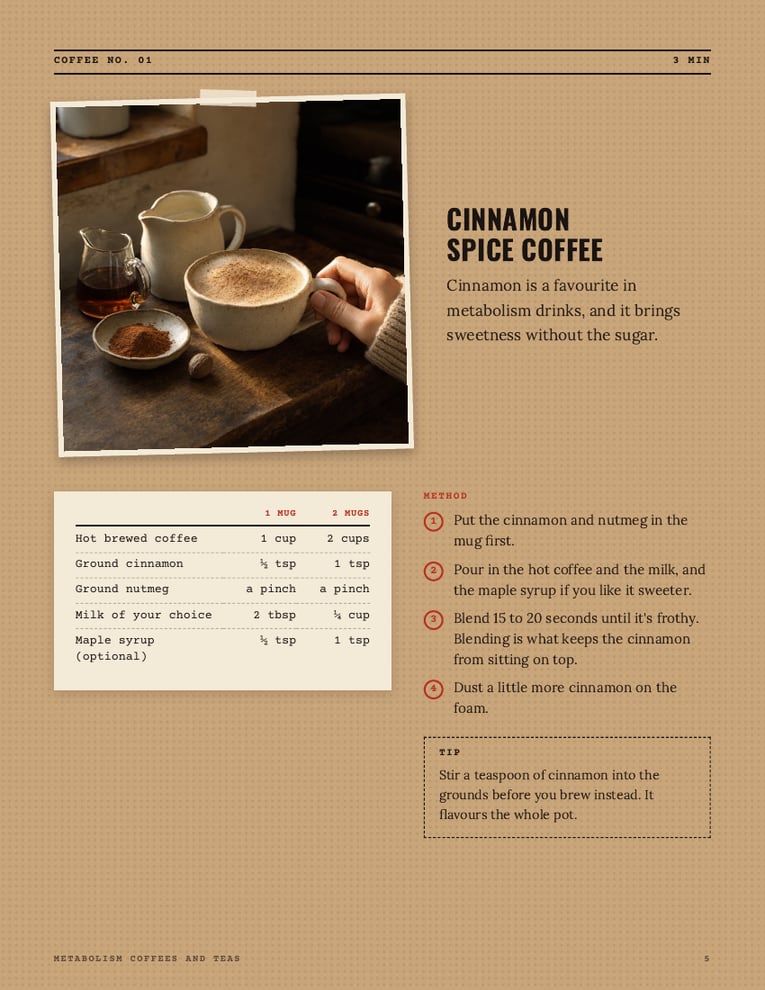 COFFEE NO. 01
3 MIN
CINNAMON
SPICE COFFEE
Cinnamon is a favourite in
metabolism drinks, and it brings
sweetness without the sugar.
1 MUG 2 MUGS
Hot brewed coffee 1 cup 2 cups
Ground cinnamon ½ tsp 1 tsp
Ground nutmeg a pinch a pinch
Milk of your choice 2 tbsp ¼ cup
Maple syrup ½ tsp 1 tsp
(optional)
METHOD
1 Put the cinnamon and nutmeg in the
mug first.
2 Pour in the hot coffee and the milk, and
the maple syrup if you like it sweeter.
3 Blend 15 to 20 seconds until it's frothy.
Blending is what keeps the cinnamon
from sitting on top.
4 Dust a little more cinnamon on the
foam.
TIP
Stir a teaspoon of cinnamon into the
grounds before you brew instead. It
flavours the whole pot.
METABOLISM COFFEES AND TEAS
5